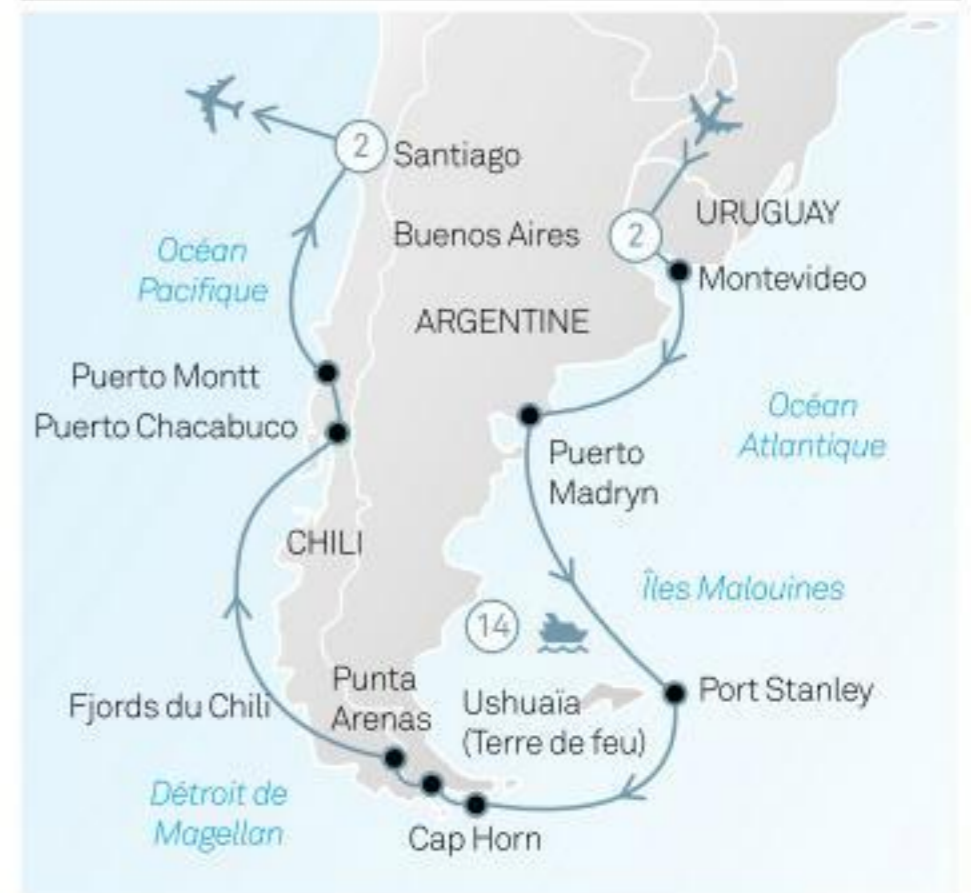 2
Santiago
URUGUAY
Buenos Aires
2
Océan
Pacifique
Montevideo
ARGENTINE
Puerto Montt
Puerto Chacabuco
Océan
Atlantique
Puerto
Madryn
CHILI
Îles Malouines
14
Punta
Arenas
Fjords du Chili
Ushuaïa
(Terre de feu)
Port Stanley
Détroit de
Magellan
Cap Horn